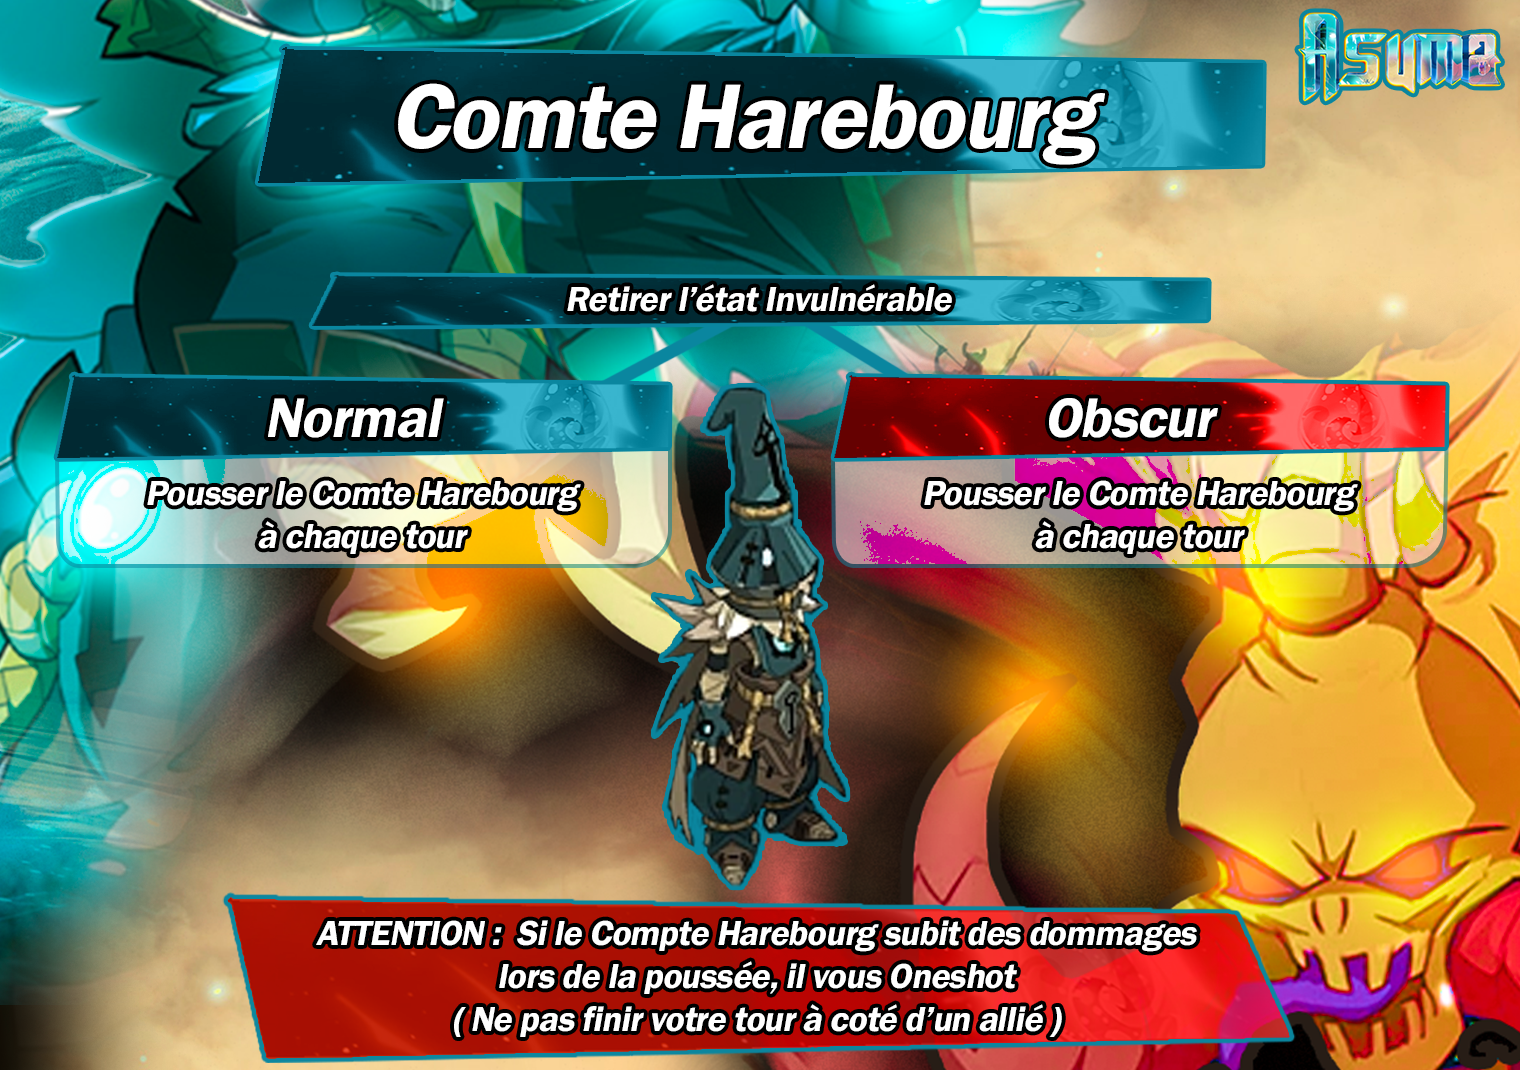 Asuma
Comte Harebourg
Retirer l'état Invulnérable
Normal
Pousser le Comte Harebourg
à chaque tour
Obscur
Pousser le Comte Harebourg
à chaque tour
ATTENTION : Si le Compte Harebourg subit des dommages
lors de la poussée, il vous Oneshot
( Ne pas finir votre tour à coté d'un allié )